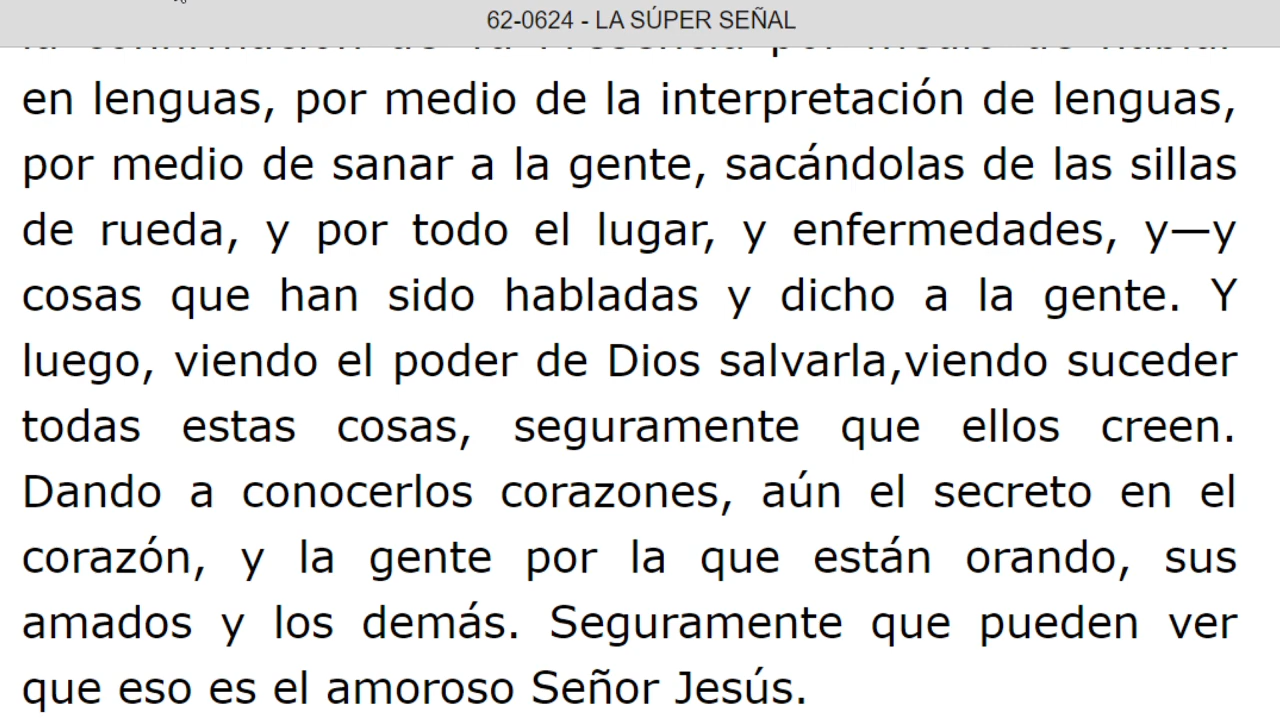 62-0624 - LA SÚPER SEÑAL
en lenguas, por medio de la interpretación de lenguas,
por medio de sanar a la gente, sacándolas de las sillas
de rueda, y por todo el lugar, y enfermedades, y—y
cosas que han sido habladas y dicho a la gente. Y
luego, viendo el poder de Dios salvarla,viendo suceder
todas estas cosas, seguramente que ellos creen.
Dando a conocerlos corazones, aún el secreto en el
corazón, y la gente por la que están orando, sus
amados y los demás. Seguramente que pueden ver
que eso es el amoroso Señor Jesús.